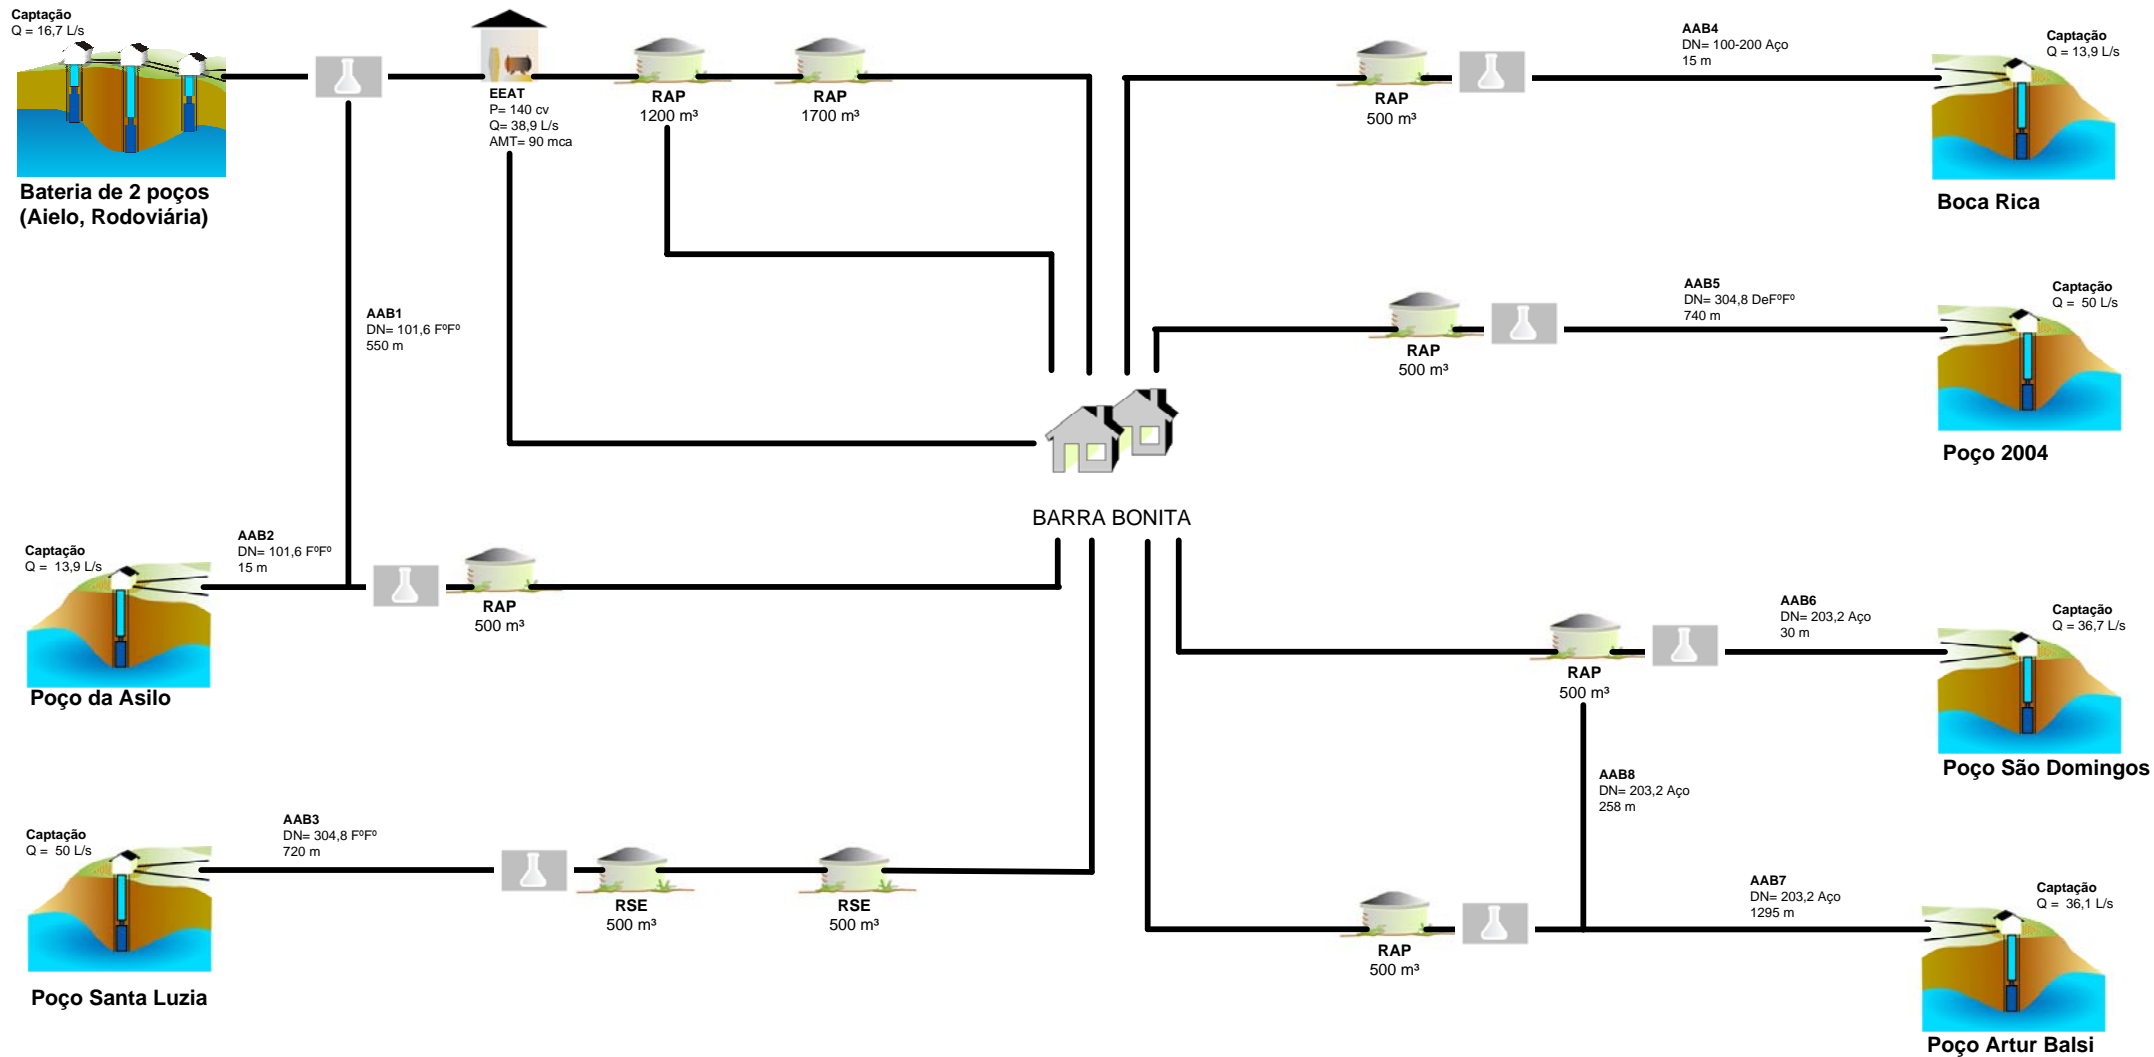 Captação
Q = 16,7 L/s
Bateria de 2 poços
(Aielo, Rodoviária)
EEAT
P= 140 cv
Q= 38,9 L/s
AMT= 90 mca
RAP
1200 m³
RAP
1700 m³
RAP
500 m³
AAB4
DN= 100-200 Aço
15 m
Captação
Q = 13,9 L/s
Boca Rica
AAB1
DN= 101,6 FºFº
550 m
RAP
500 m³
AAB5
DN= 304,8 DeFºFº
740 m
Captação
Q =  50 L/s
Poço 2004
BARRA BONITA
Captação
Q =  13,9 L/s
AAB2
DN= 101,6 FºFº
15 m
Poço da Asilo
RAP
500 m³
RAP
500 m³
AAB6
DN= 203,2 Aço
30 m
Captação
Q = 36,7 L/s
Poço São Domingos
AAB8
DN= 203,2 Aço
258 m
Captação
Q =  50 L/s
AAB3
DN= 304,8 FºFº
720 m
Poço Santa Luzia
RSE
500 m³
RSE
500 m³
RAP
500 m³
AAB7
DN= 203,2 Aço
1295 m
Captação
Q =  36,1 L/s
Poço Artur Balsi